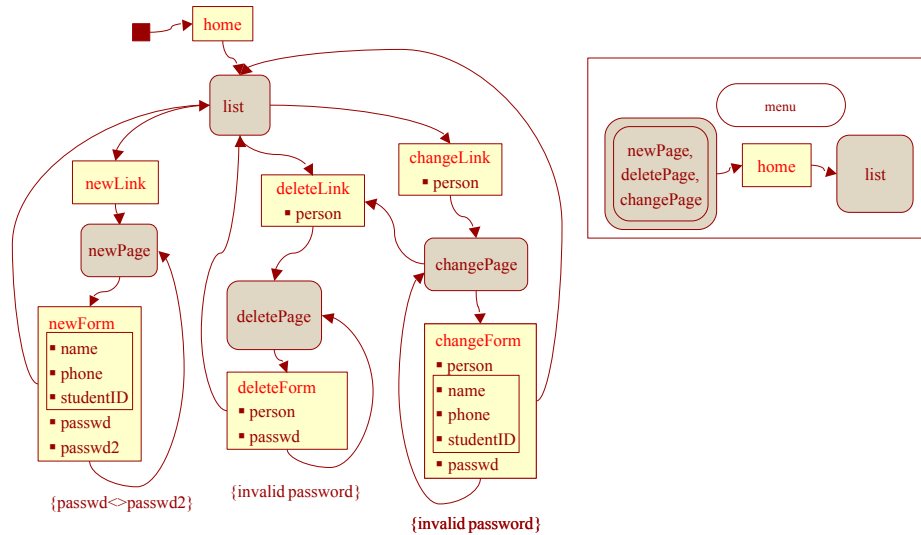 home
list
newLink
newPage
newForm
▪ name
▪ phone
▪ studentID
▪ passwd
▪ passwd2
{passwd<>passwd2}
deleteLink
▪ person
deletePage
deleteForm
▪ person
▪ passwd
{invalid password}
changeLink
▪ person
changePage
changeForm
▪ person
▪ name
▪ phone
▪ studentID
▪ passwd
{invalid password}
menu
newPage,
deletePage,
changePage
home
list